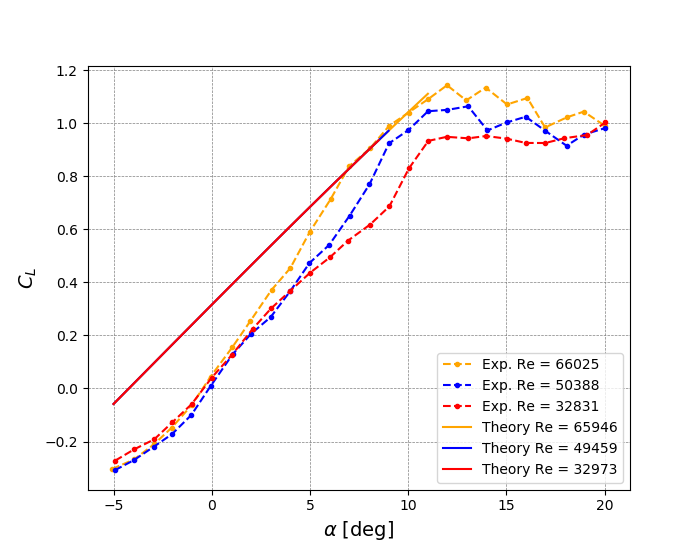 1.2
1.0
0.8
0.6
0.4
0.2
0.0
−0.2
C_L
−5
0
5
10
15
20
α [deg]
Exp. Re = 66025
Exp. Re = 50388
Exp. Re = 32831
Theory Re = 65946
Theory Re = 49459
Theory Re = 32973